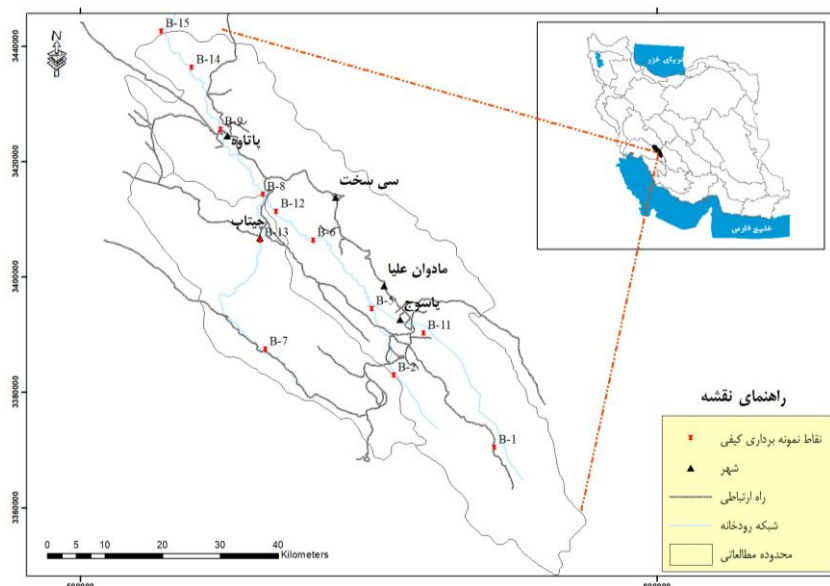 B-15
3440000
N
B-14
دریای خزر
B-9
پاتاوه
3420000
سی سخت
B-8
B-12
چیتاب
B-13
B-6
خلیج فارس
3400000
مادوان علیا
B-5
یاسوج
B-11
B-7
B-2
3380000
راهنمای نقشه
نقاط نمونه برداری کیفی
شهر
B-1
راه ارتباطی
شبکه رودخانه
3360000
محدوده مطالعاتی
0 5 10 20 30 40
Kilometers